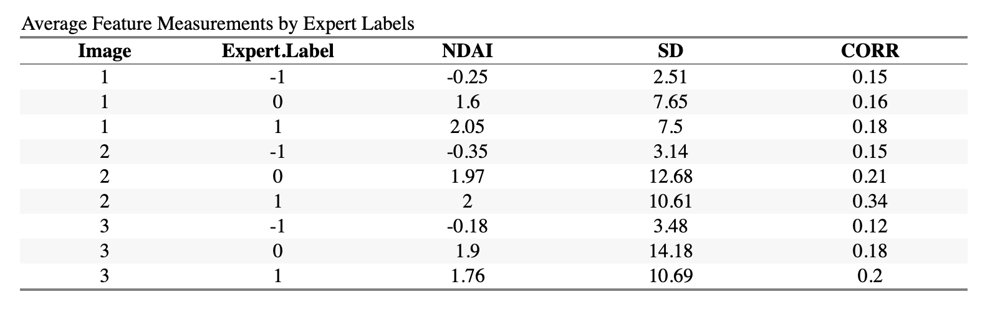 Average Feature Measurements by Expert Labels
Image Expert.Label NDAI SD CORR
1 -1 -0.25 2.51 0.15
1 0 1.6 7.65 0.16
1 1 2.05 7.5 0.18
2 -1 -0.35 3.14 0.15
2 0 1.97 12.68 0.21
2 1 2 10.61 0.34
3 -1 -0.18 3.48 0.12
3 0 1.9 14.18 0.18
3 1 1.76 10.69 0.2